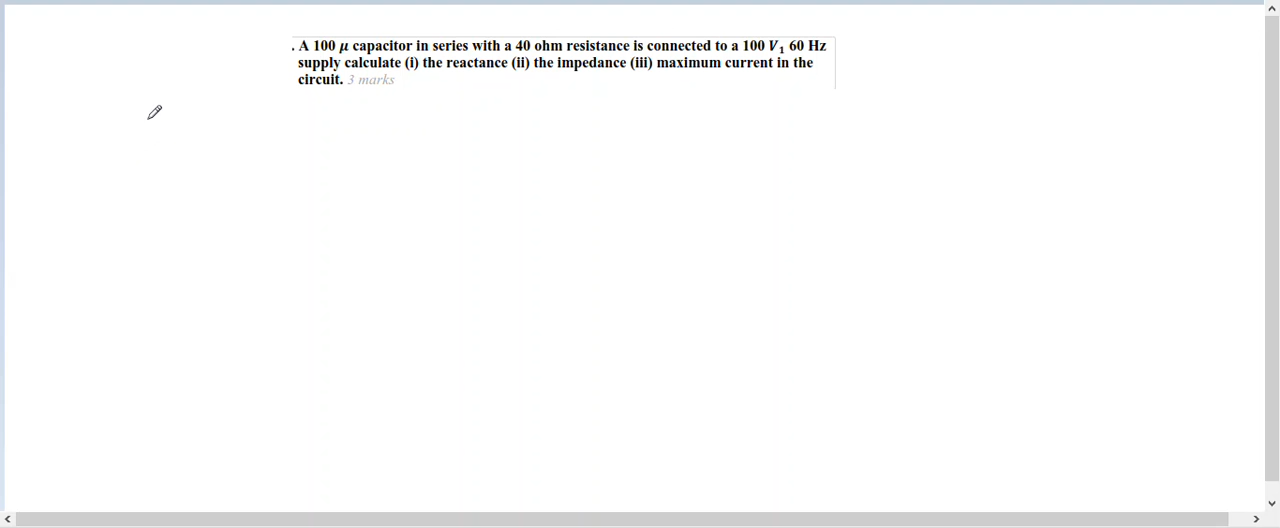 . A 100 μ capacitor in series with a 40 ohm resistance is connected to a 100 V₁ 60 Hz
supply calculate (i) the reactance (ii) the impedance (iii) maximum current in the
circuit. 3 marks